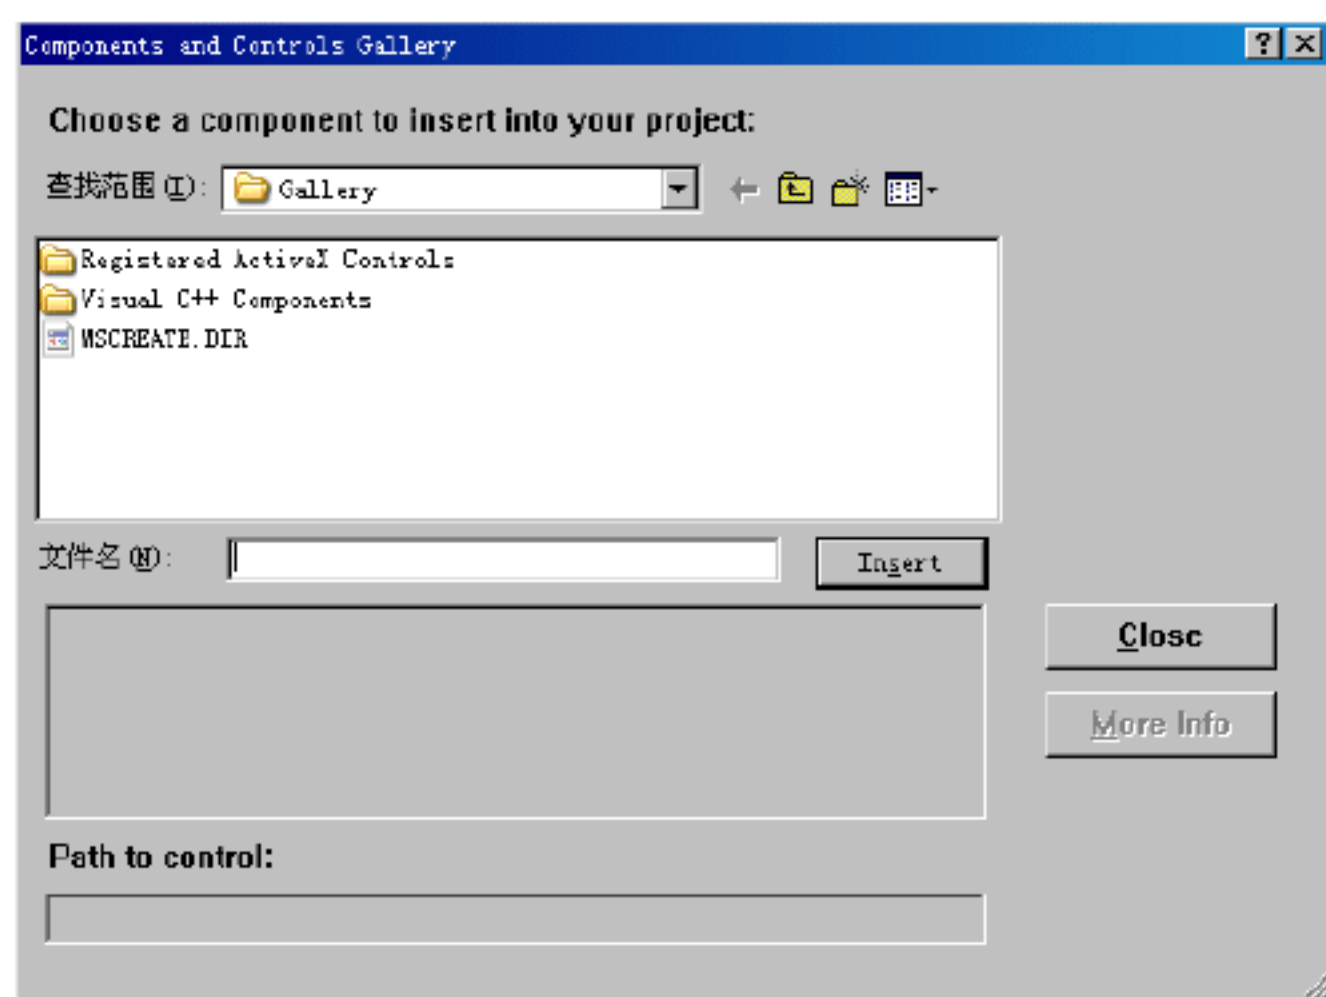 Components and Controls Gallery
Choose a component to insert into your project:
查找范围(I): Gallery
Registered ActiveX Controls
Visual C++ Components
MSCREATE.DIR
文件名(N): Insert
Close
More Info
Path to control: